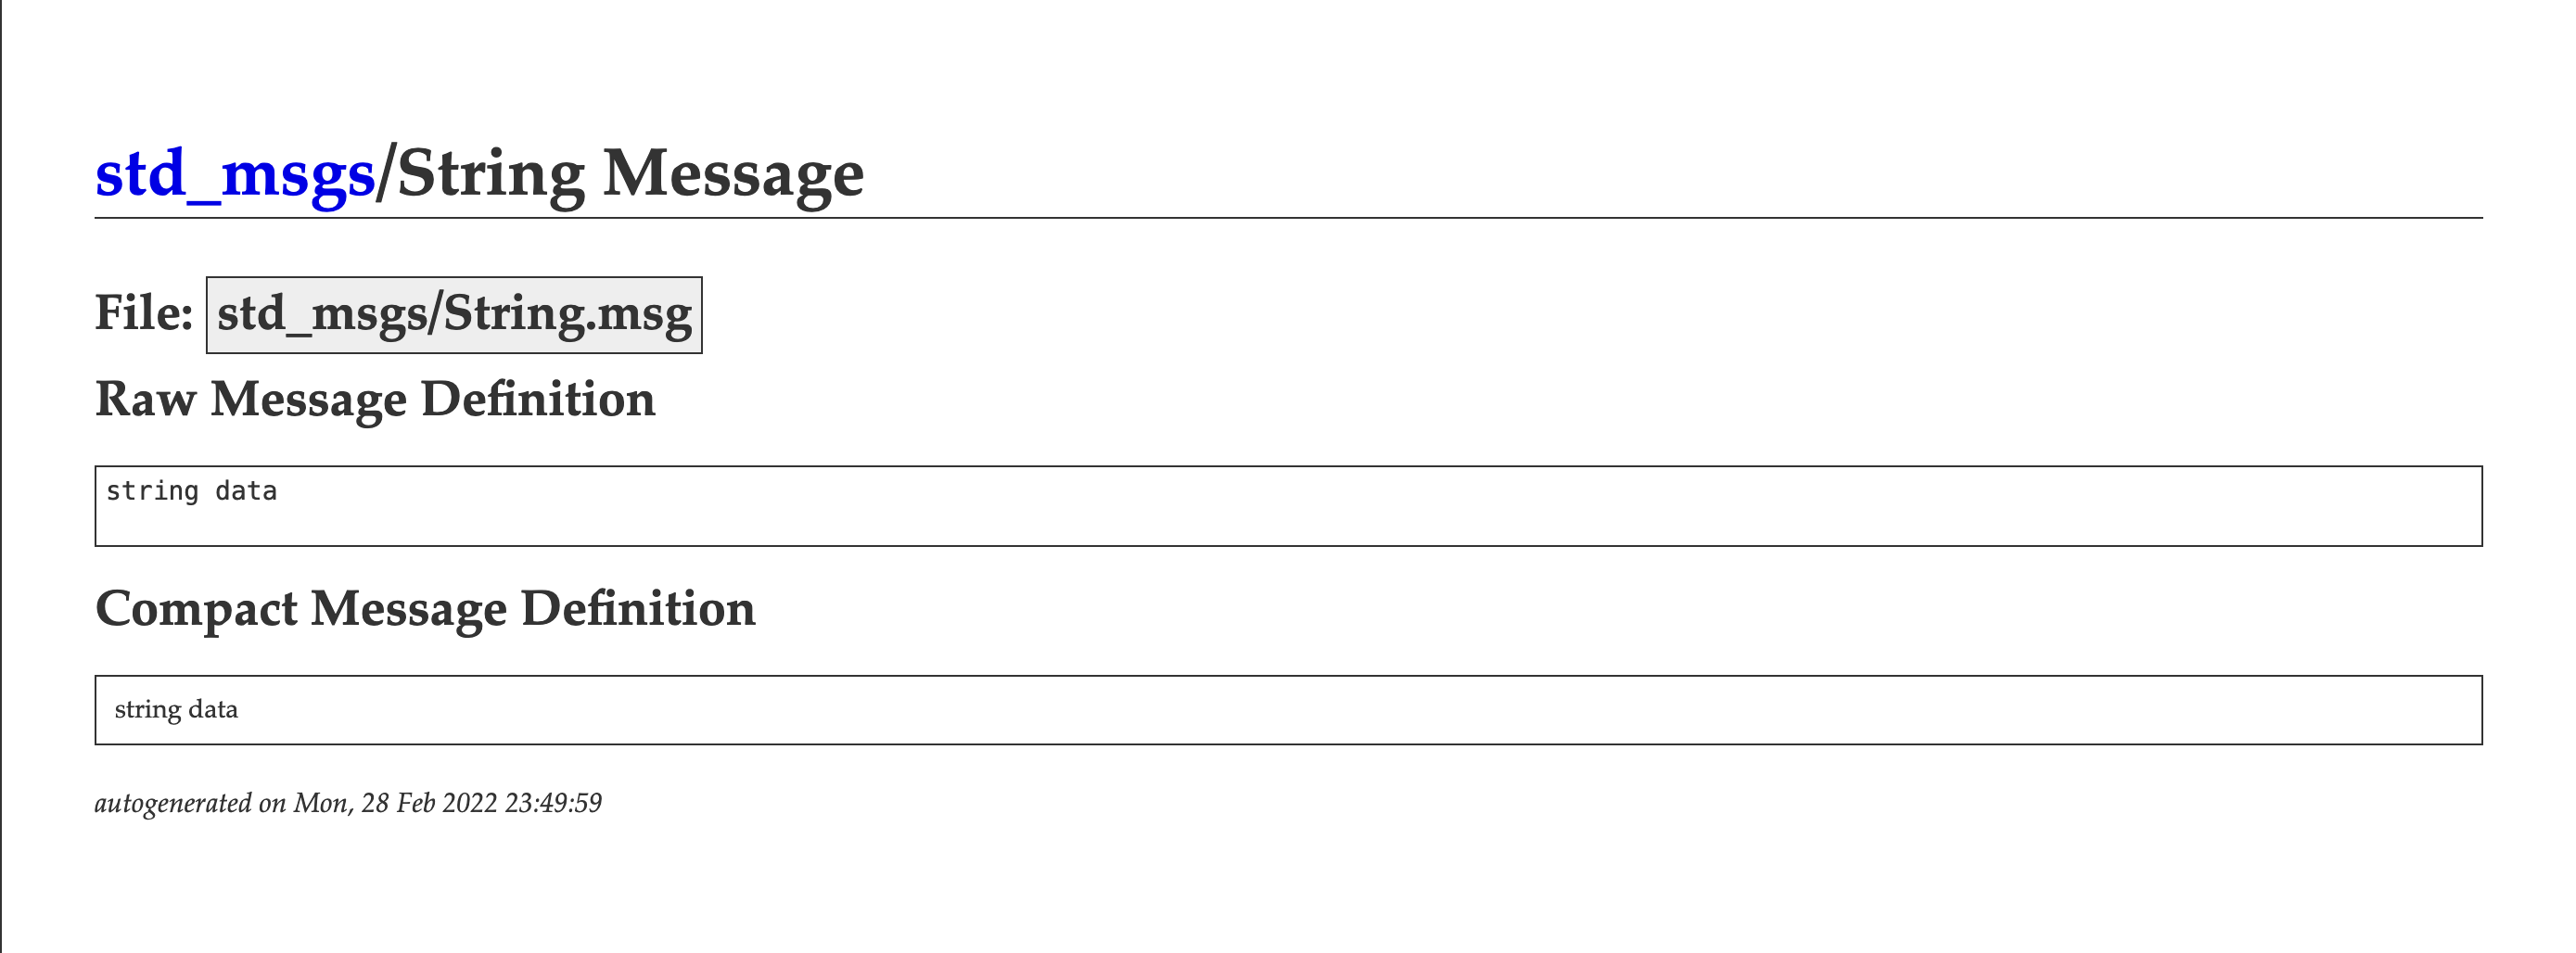 std_msgs/String Message
File: std_msgs/String.msg
Raw Message Definition
string data
Compact Message Definition
string data
autogenerated on Mon, 28 Feb 2022 23:49:59